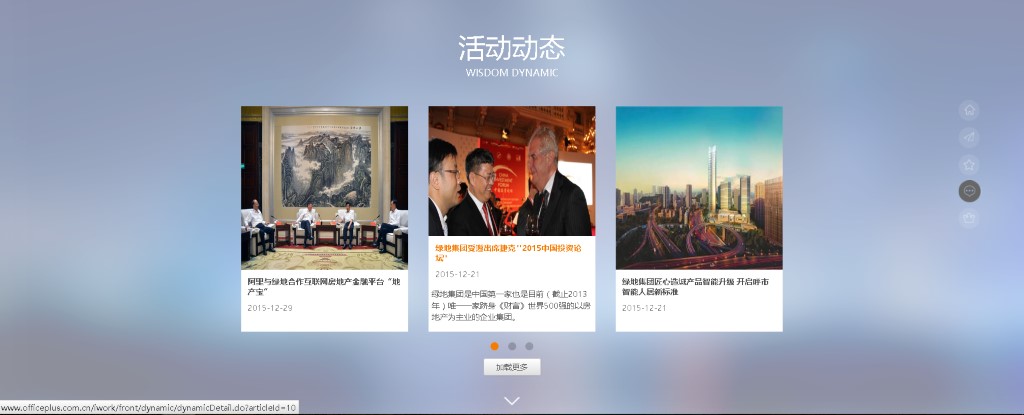 活动动态
WISDOM DYNAMIC
阿里与绿地合作互联网房地产金融平台“地
产宝”
2015-12-29
绿地集团受邀出席捷克"2015中国投资论
坛"
2015-12-21
绿地集团是中国第一家也是目前（截止2013
年）唯一一家跻身《财富》世界500强的以房
地产为主业的企业集团。
绿地集团匠心造诚产品智能升级 开启呼市
智能人居新标准
2015-12-21
加载更多
www.officeplus.com.cn/iwork/front/dynamic/dynamicDetail.do?articleId=10